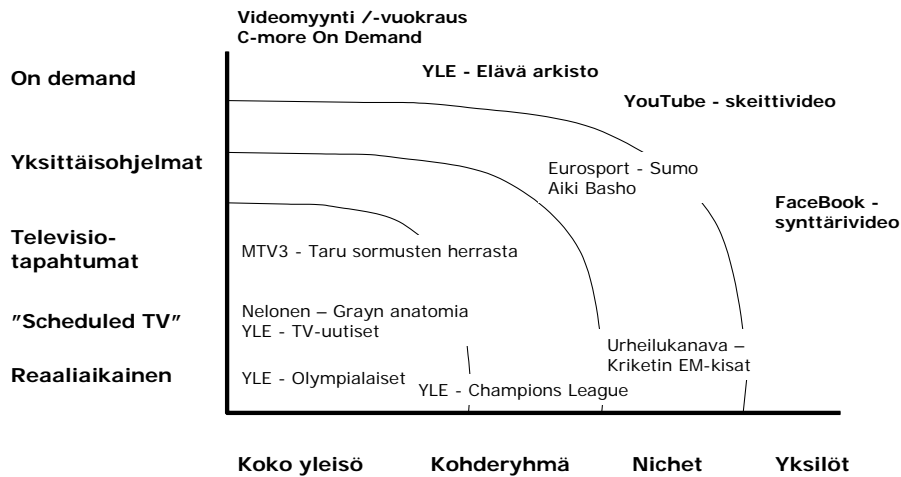 Videomyynti /-vuokraus
C-more On Demand
On demand
YLE - Elävä arkisto
YouTube - skeittivideo
Yksittäisohjelmat
Eurosport - Sumo
Aiki Basho
FaceBook -
synttärivideo
Televisio-
tapahtumat
MTV3 - Taru sormusten herrasta
”Scheduled TV”
Nelonen – Grayn anatomia
YLE - TV-uutiset
Urheilukanava –
Kriketin EM-kisat
Reaaliaikainen
YLE - Olympialaiset
YLE - Champions League
Koko yleisö
Kohderyhmä
Nichet
Yksilöt